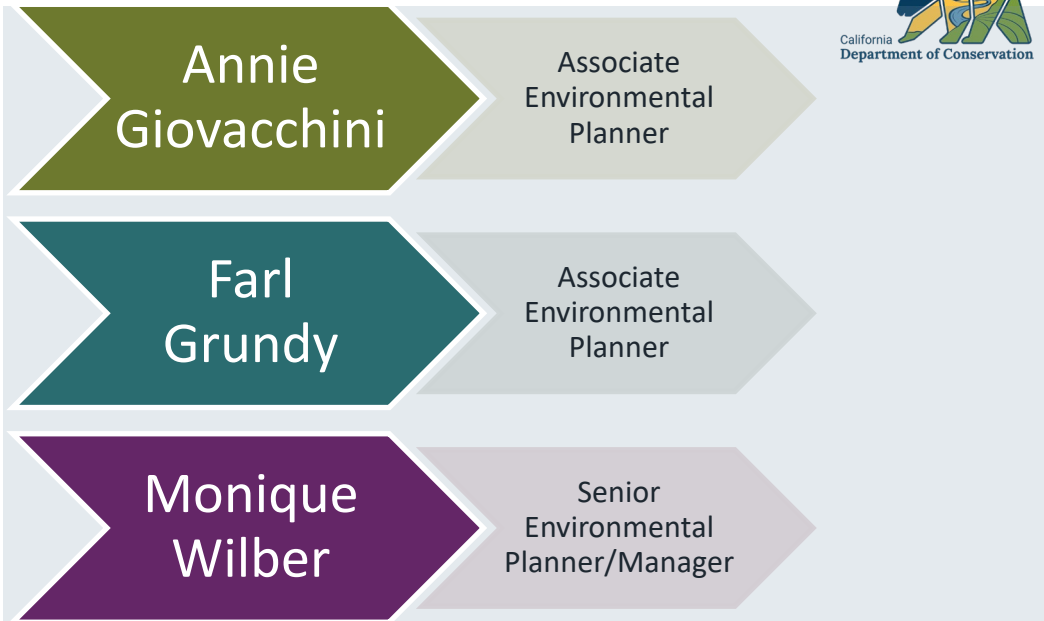 Annie
Giovacchini
Associate
Environmental
Planner
California
Department of Conservation
Farl
Grundy
Associate
Environmental
Planner
Monique
Wilber
Senior
Environmental
Planner/Manager